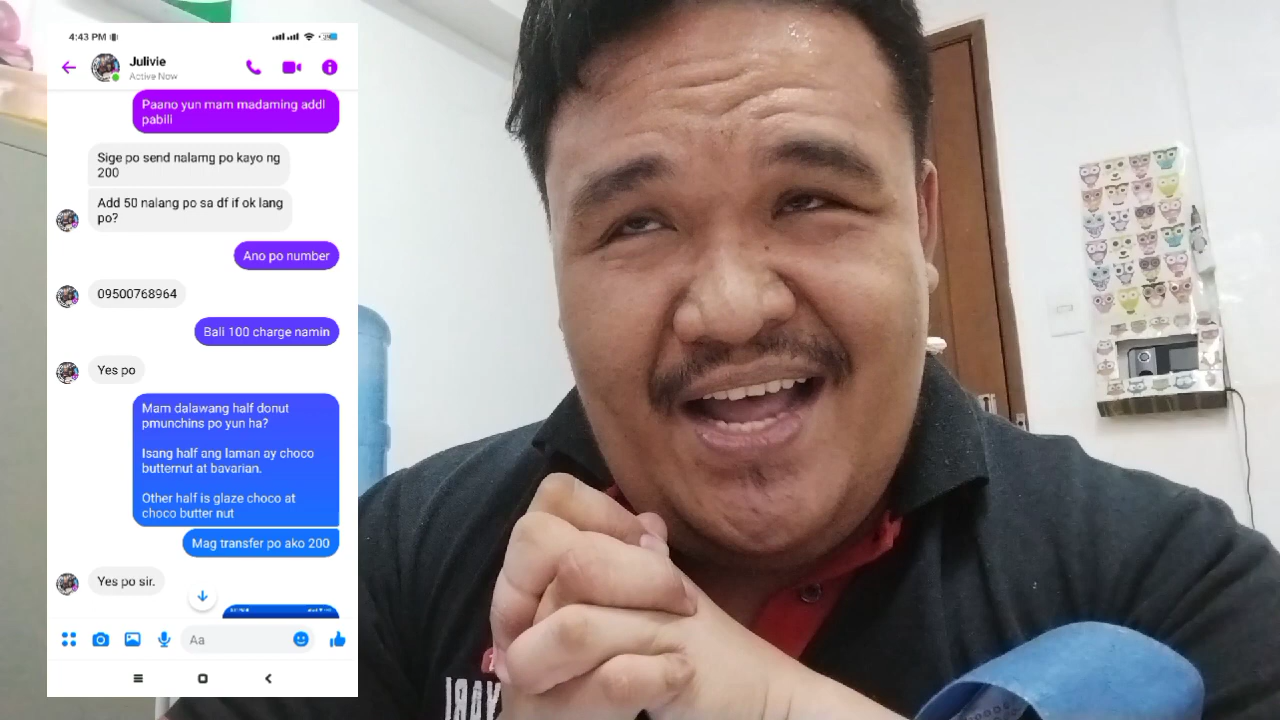 4:43 PM
Julivie
Active Now
Paano yun mam madaming addl
pabili
Sige po send nalamg po kayo ng
200
Add 50 nalang po sa df if ok lang
po?
Ano po number
09500768964
Bali 100 charge namin
Yes po
Mam dalawang half donut
pmunchins po yun ha?
Isang half ang laman ay choco
butternut at bavarian.
Other half is glaze choco at
choco butter nut
Mag transfer po ako 200
Yes po sir.
Aa